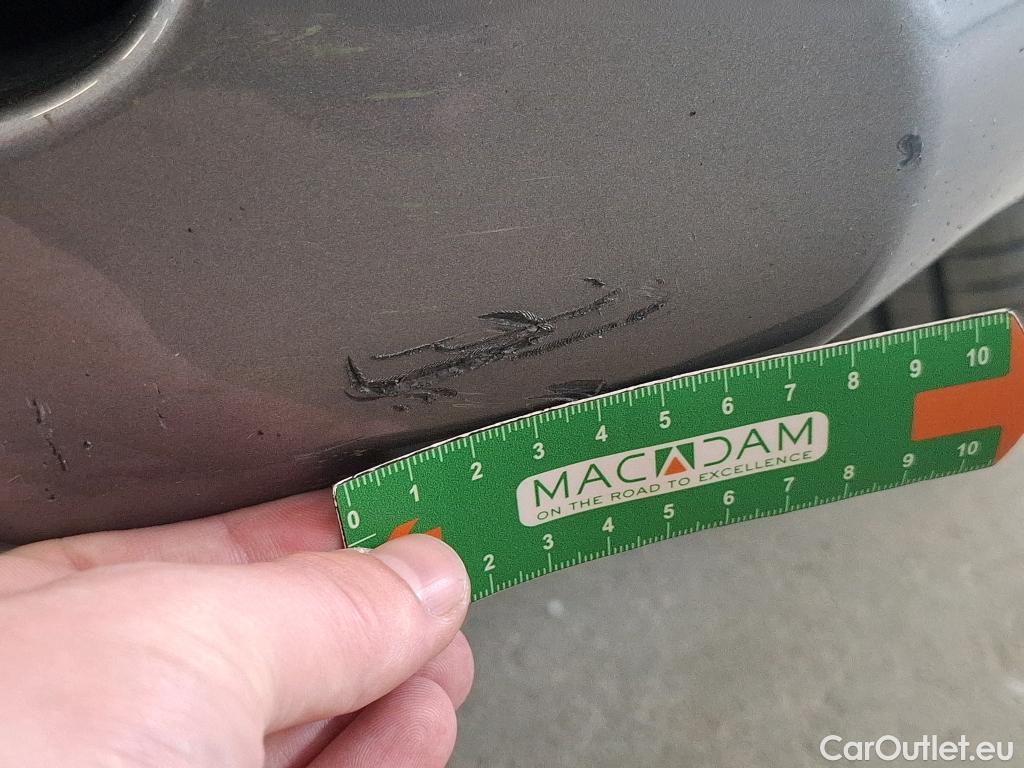 0 1 2 3 4 5 6 7 8 9 10
MACADAM
ON THE ROAD TO EXCELLENCE
2 3 4 5 6 7 8 9 10
CarOutlet.eu